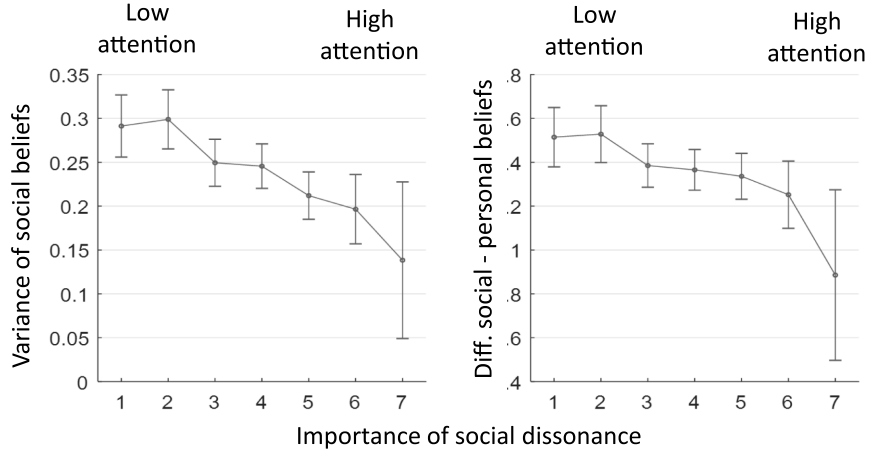 Low
attention
High
attention
Variance of social beliefs
0.35
0.3
0.25
0.2
0.15
0.1
0.05
0
1 2 3 4 5 6 7
Low
attention
High
attention
Diff. social - personal beliefs
.8
.6
.4
.2
1
.8
.6
.4
1 2 3 4 5 6 7
Importance of social dissonance